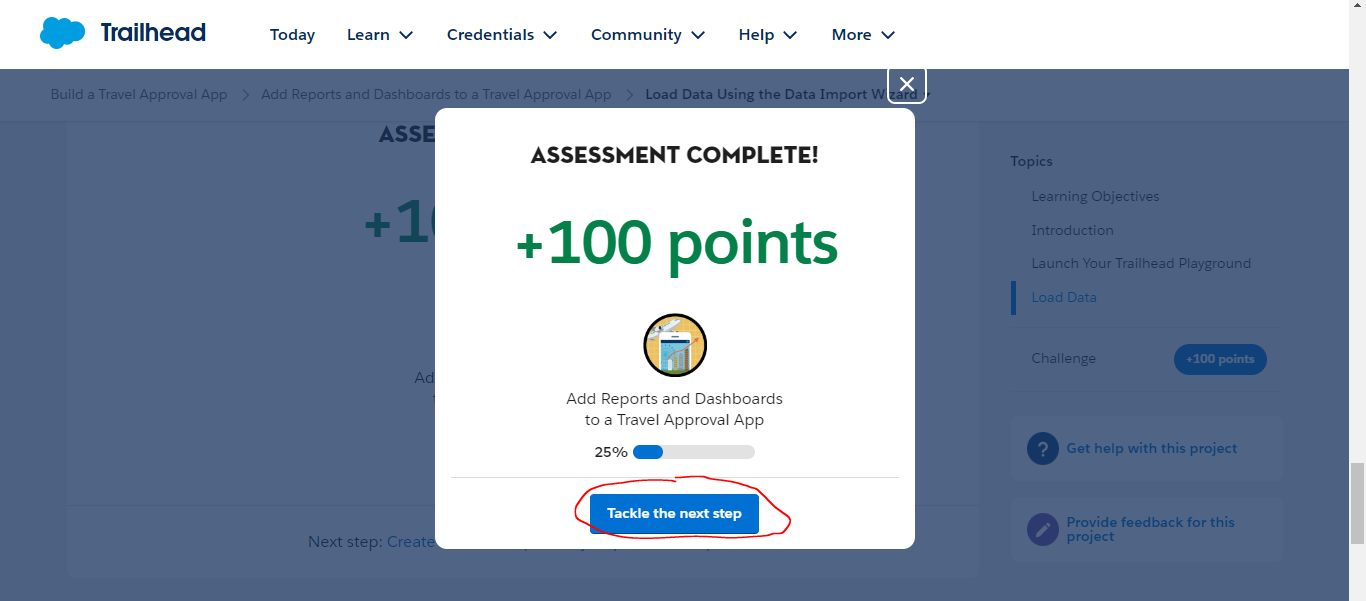 Trailhead
Today Learn Credentials Community Help More
Build a Travel Approval App Add Reports and Dashboards to a Travel Approval App Load Data Using the Data Import Wizard
ASSE
ASSESSMENT COMPLETE!
+10
+100 points
Add Reports and Dashboards
to a Travel Approval App
Ad
25%
Tackle the next step
Next step: Create
Topics
Learning Objectives
Introduction
Launch Your Trailhead Playground
Load Data
Challenge +100 points
?
Get help with this project
Provide feedback for this
project